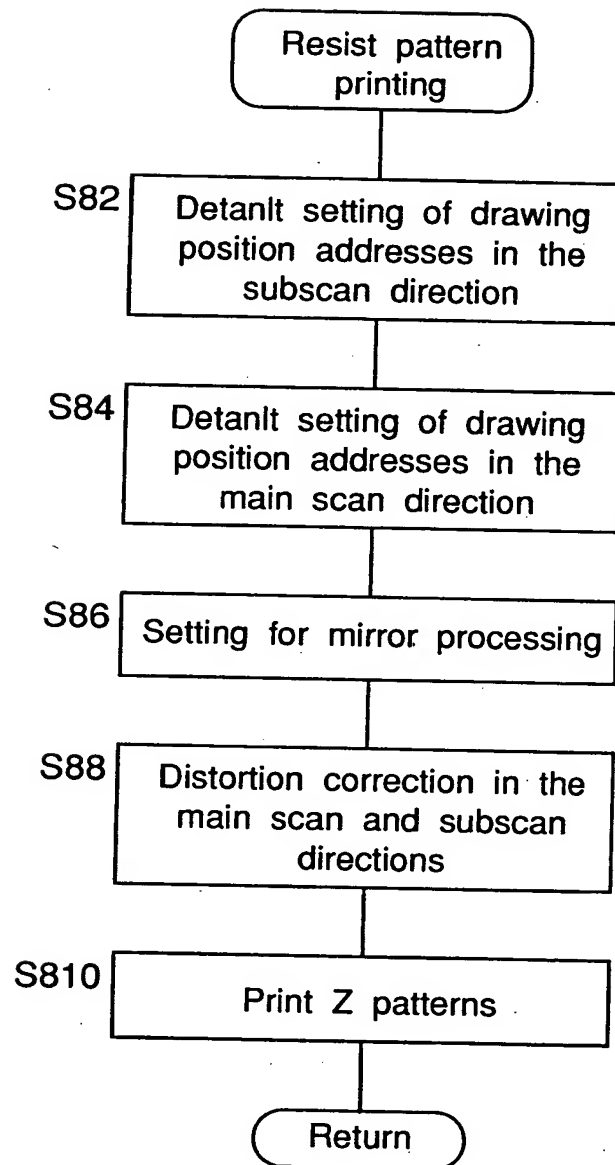 Resist pattern
printing
S82
Detanlt setting of drawing
position addresses in the
subscan direction
S84
Detanlt setting of drawing
position addresses in the
main scan direction
S86
Setting for mirror processing
S88
Distortion correction in the
main scan and subscan
directions
S810
Print Z patterns
Return